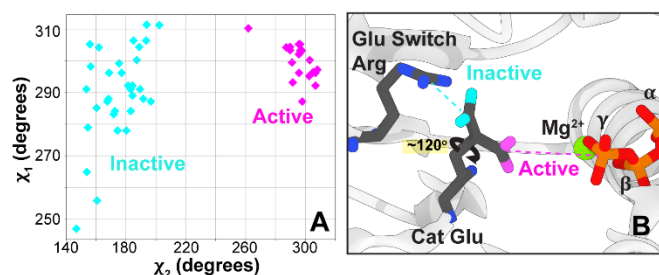 χ₁ (degrees)
310
290
270
250
140
180
220
260
300
χ₂ (degrees)
Inactive
Active
A
Glu Switch
Arg
Inactive
~120°
Active
Cat Glu
Mg²⁺
α
γ
β
B